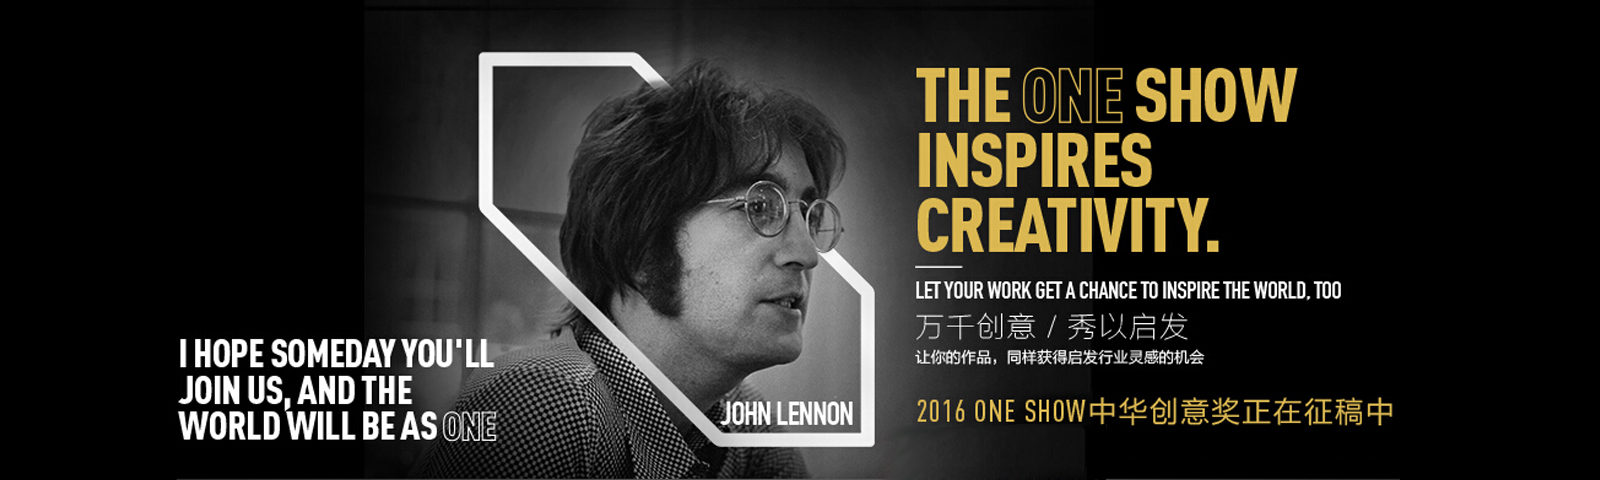 I HOPE SOMEDAY YOU'LL
JOIN US, AND THE
WORLD WILL BE AS ONE
JOHN LENNON
THE ONE SHOW
INSPIRES
CREATIVITY.
LET YOUR WORK GET A CHANCE TO INSPIRE THE WORLD, TOO
万千创意 / 秀以启发
让你的作品，同样获得启发行业灵感的机会
2016 ONE SHOW中华创意奖正在征稿中